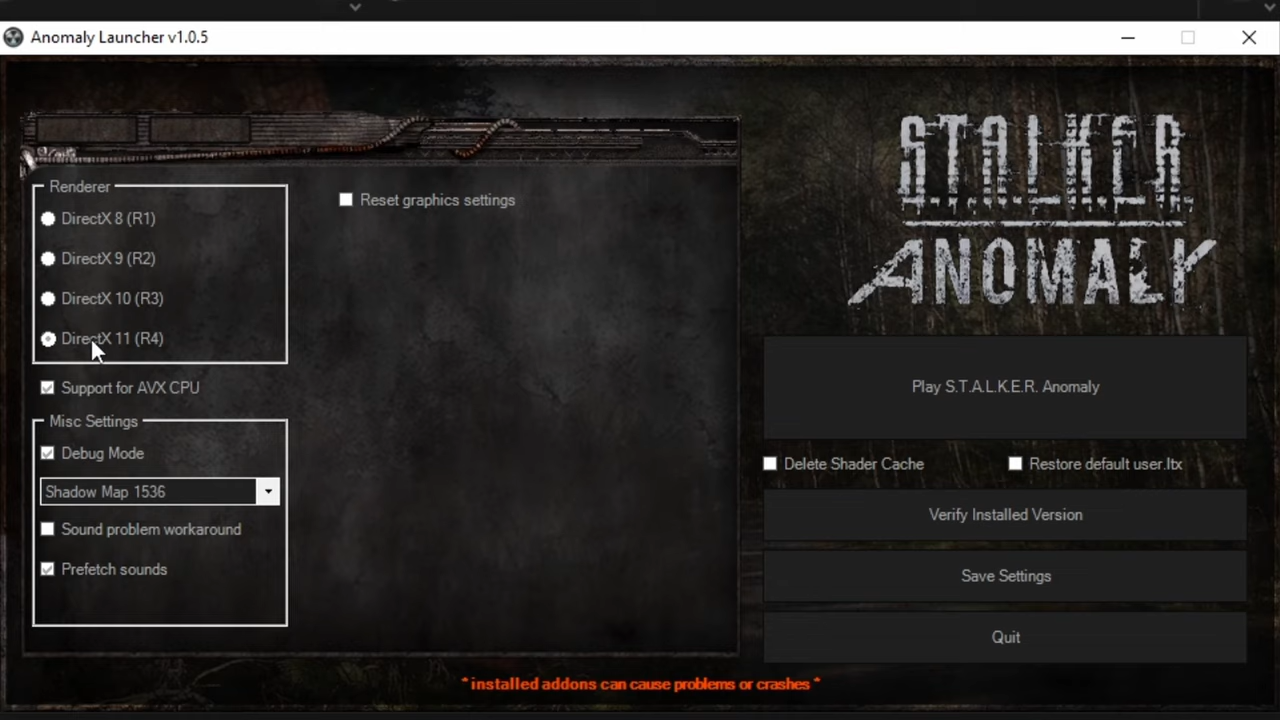 Anomaly Launcher v1.0.5
S.T.A.L.K.E.R
ANOMALY
Renderer
DirectX 8 (R1)
DirectX 9 (R2)
DirectX 10 (R3)
DirectX 11 (R4)
Support for AVX CPU
Misc Settings
Debug Mode
Shadow Map 1536
Sound problem workaround
Prefetch sounds
Reset graphics settings
Play S.T.A.L.K.E.R. Anomaly
Delete Shader Cache
Restore default user.ltx
Verify Installed Version
Save Settings
Quit
* installed addons can cause problems or crashes *